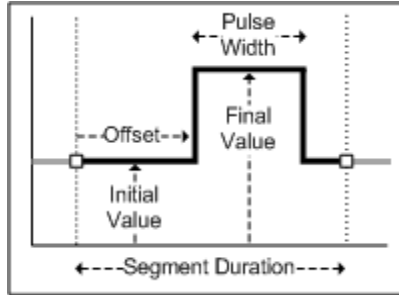 Pulse
Width
Offset
Final
Value
Initial
Value
Segment Duration